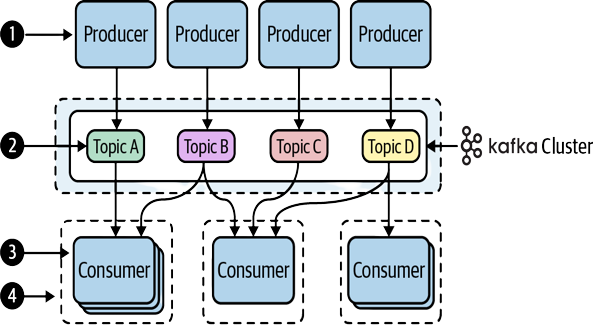 1
Producer
Producer
Producer
Producer
2
Topic A
Topic B
Topic C
Topic D
kafka Cluster
3
Consumer
Consumer
Consumer
4